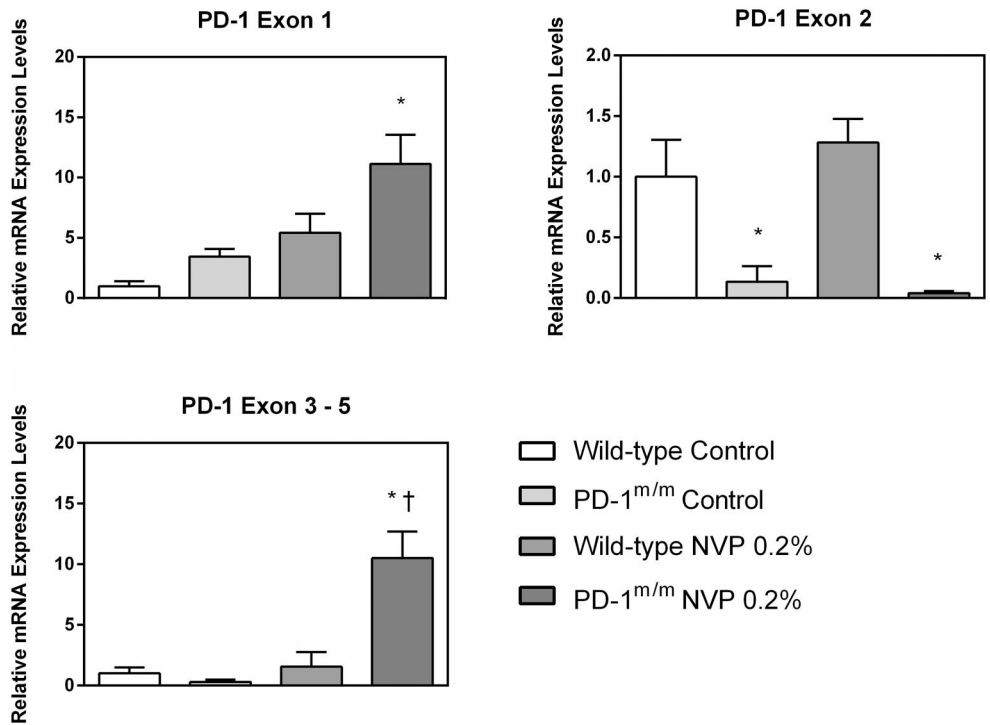 PD-1 Exon 1
Relative mRNA Expression Levels
20
15
10
5
0
*
PD-1 Exon 2
Relative mRNA Expression Levels
2.0
1.5
1.0
0.5
0.0
*
*
PD-1 Exon 3 - 5
Relative mRNA Expression Levels
20
15
10
5
0
* †
Wild-type Control
PD-1^m/m Control
Wild-type NVP 0.2%
PD-1^m/m NVP 0.2%